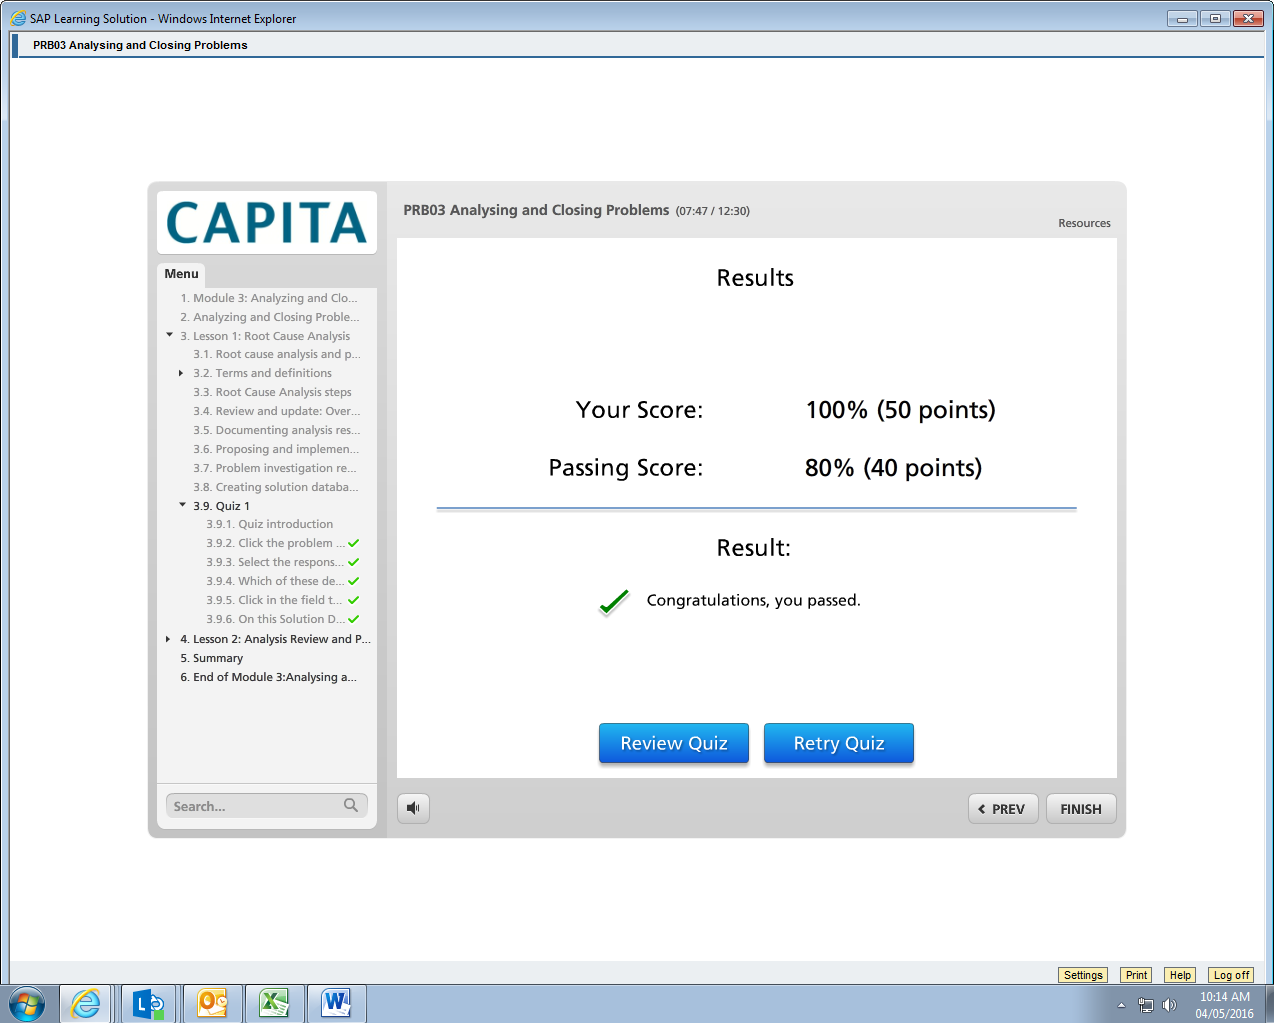 SAP Learning Solution - Windows Internet Explorer
PRB03 Analysing and Closing Problems
CAPITA
PRB03 Analysing and Closing Problems (07:47 / 12:30)
Resources
Menu
1. Module 3: Analyzing and Clo...
2. Analyzing and Closing Proble...
3. Lesson 1: Root Cause Analysis
3.1. Root cause analysis and p...
3.2. Terms and definitions
3.3. Root Cause Analysis steps
3.4. Review and update: Over...
3.5. Documenting analysis res...
3.6. Proposing and implemen...
3.7. Problem investigation re...
3.8. Creating solution databa...
3.9. Quiz 1
3.9.1. Quiz introduction
3.9.2. Click the problem ...
3.9.3. Select the respons...
3.9.4. Which of these de...
3.9.5. Click in the field t...
3.9.6. On this Solution D...
4. Lesson 2: Analysis Review and P...
5. Summary
6. End of Module 3:Analysing a...
Search...
Results
Your Score: 100% (50 points)
Passing Score: 80% (40 points)
Result:
Congratulations, you passed.
Review Quiz Retry Quiz
PREV FINISH
Settings Print Help Log off
10:14 AM
04/05/2016